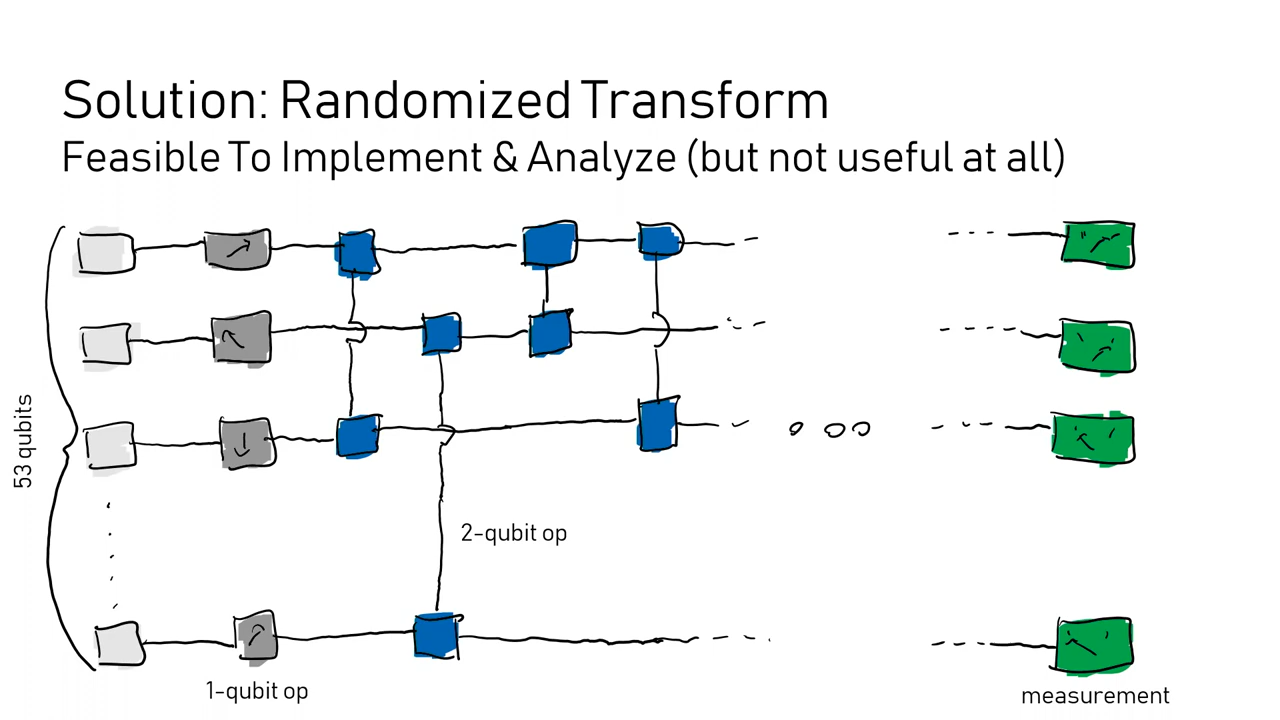 Solution: Randomized Transform
Feasible To Implement & Analyze (but not useful at all)
53 qubits
2-qubit op
1-qubit op
measurement